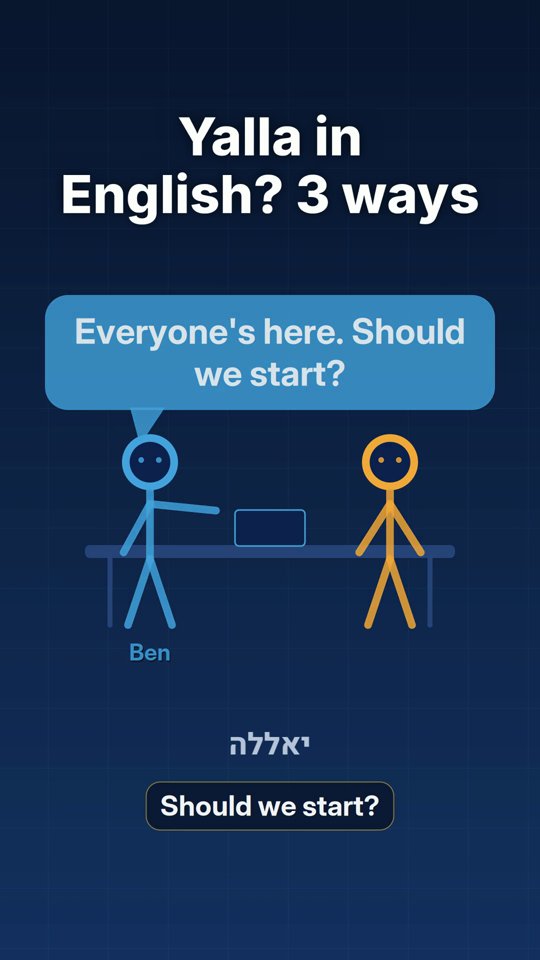 Yalla in
English? 3 ways
Everyone's here. Should
we start?
Ben
יאללה
Should we start?